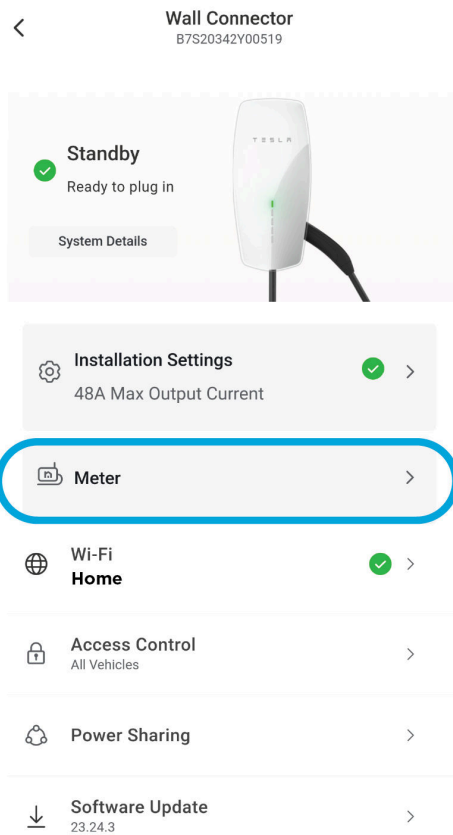 Wall Connector
B7S20342Y00519
Standby
Ready to plug in
System Details
TESLA
Installation Settings
48A Max Output Current
Meter
Wi-Fi
Home
Access Control
All Vehicles
Power Sharing
Software Update
23.24.3